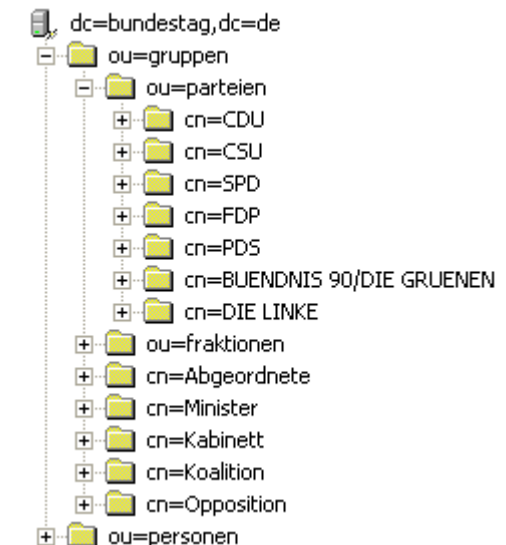 dc=bundestag,dc=de
ou=gruppen
ou=parteien
cn=CDU
cn=CSU
cn=SPD
cn=FDP
cn=PDS
cn=BUENDNIS 90/DIE GRUENEN
cn=DIE LINKE
ou=fraktionen
cn=Abgeordnete
cn=Minister
cn=Kabinett
cn=Koalition
cn=Opposition
ou=personen